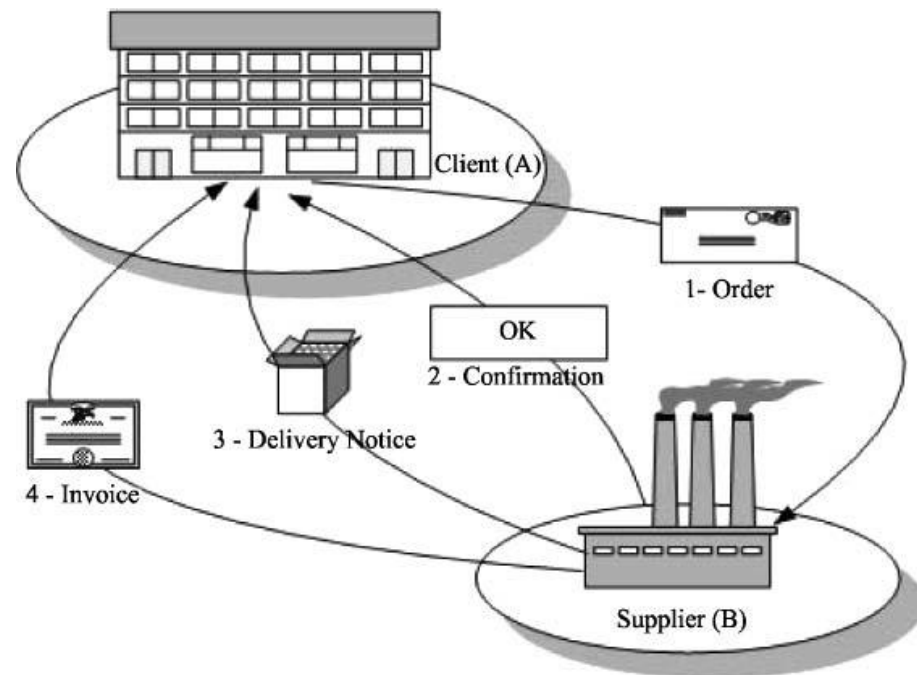 Client (A)
1- Order
OK
2 - Confirmation
3 - Delivery Notice
4 - Invoice
Supplier (B)